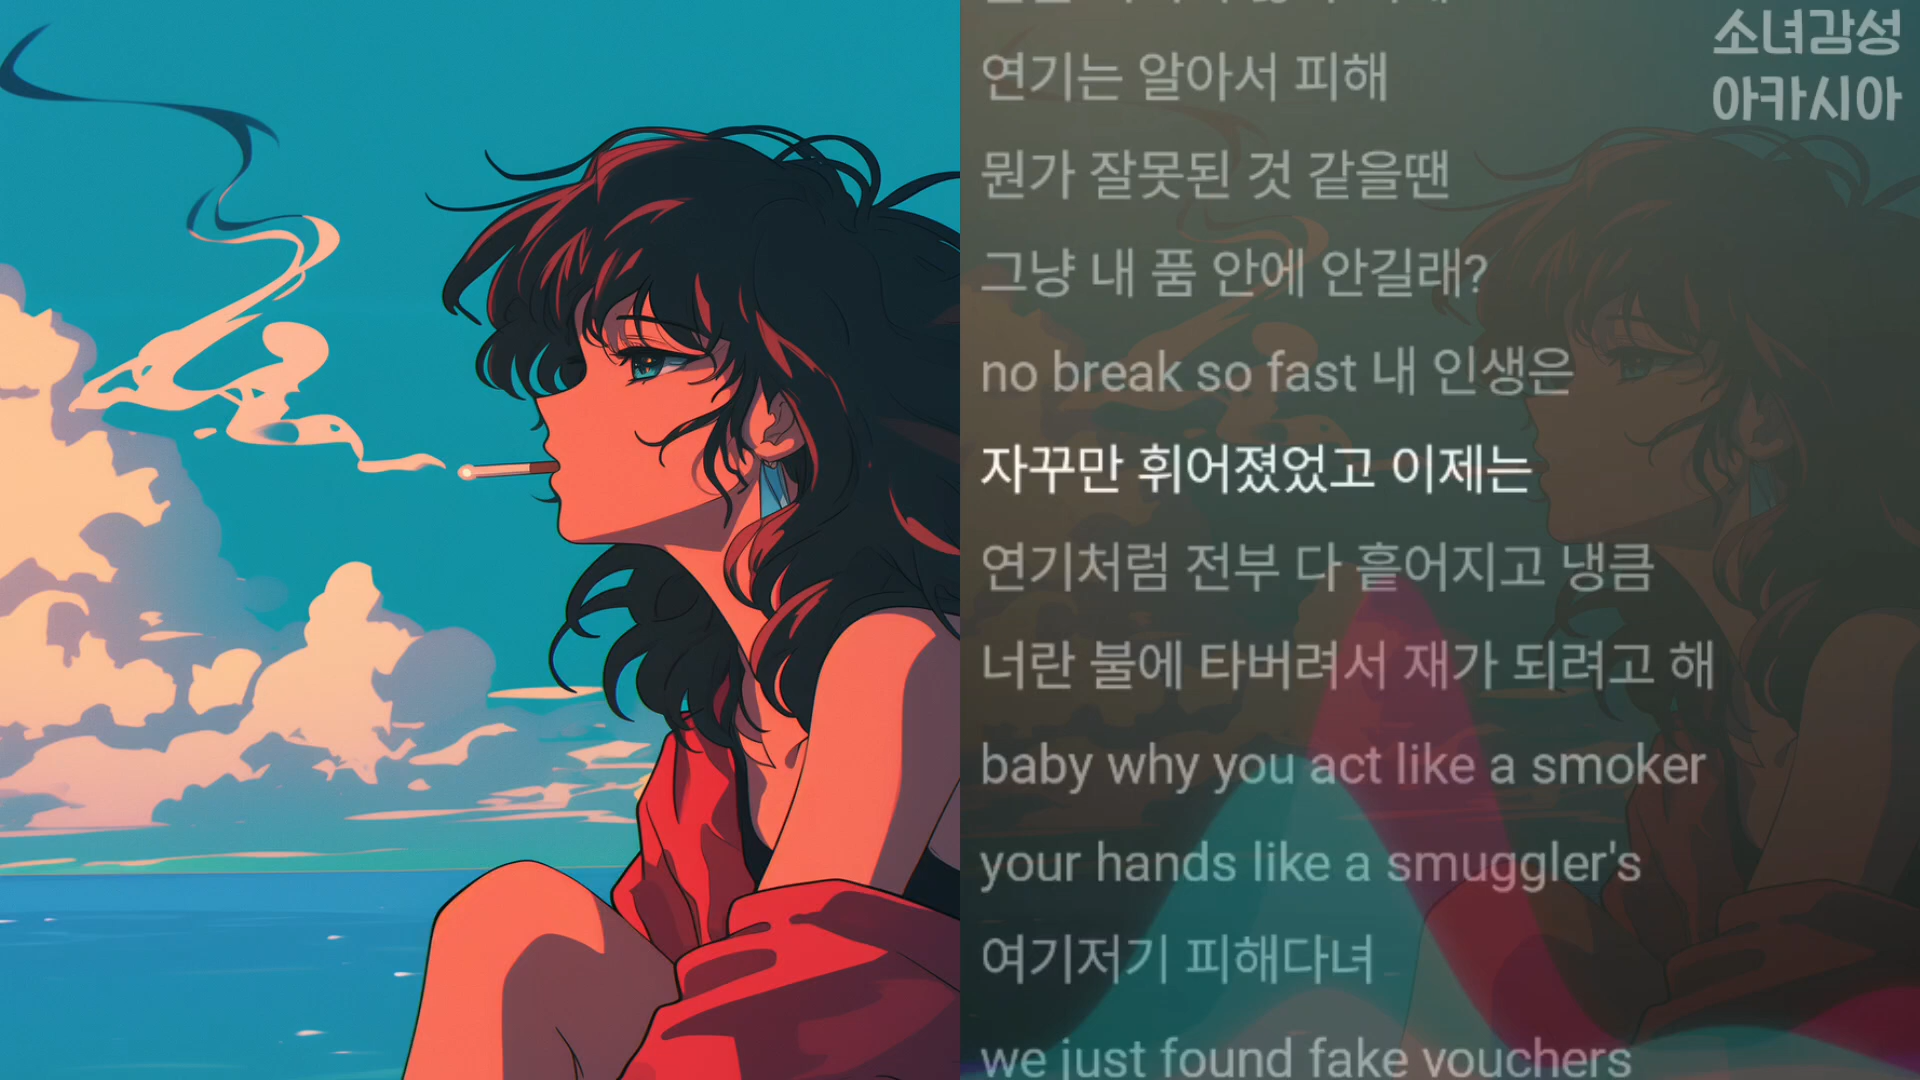 연기는 알아서 피해
뭔가 잘못된 것 같을땐
그냥 내 품 안에 안길래?
no break so fast 내 인생은
자꾸만 휘어졌었고 이제는
연기처럼 전부 다 흩어지고 냉큼
너란 불에 타버려서 재가 되려고 해
baby why you act like a smoker
your hands like a smuggler's
여기저기 피해다녀
we just found fake vouchers
소녀감성
아카시아